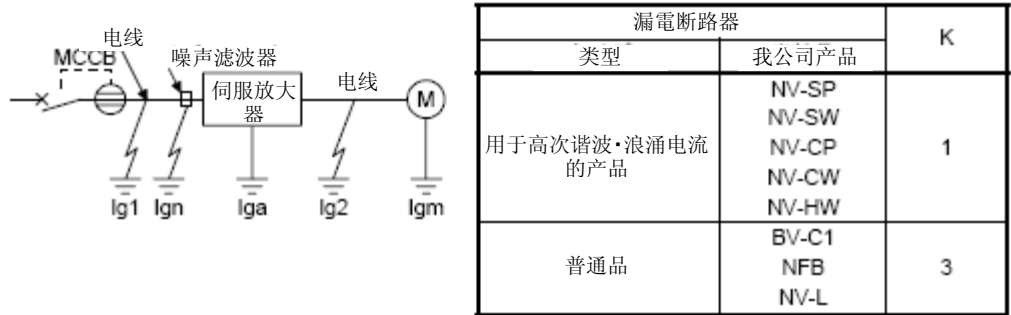 电线
MCCB
噪声滤波器
伺服放大
器
电线
M
Ig1 Ign Iga Ig2 Igm
漏電断路器 K
类型 我公司产品
用于高次谐波·浪涌电流
的产品
NV-SP
NV-SW
NV-CP
NV-CW
NV-HW
1
普通品
BV-C1
NFB
NV-L
3